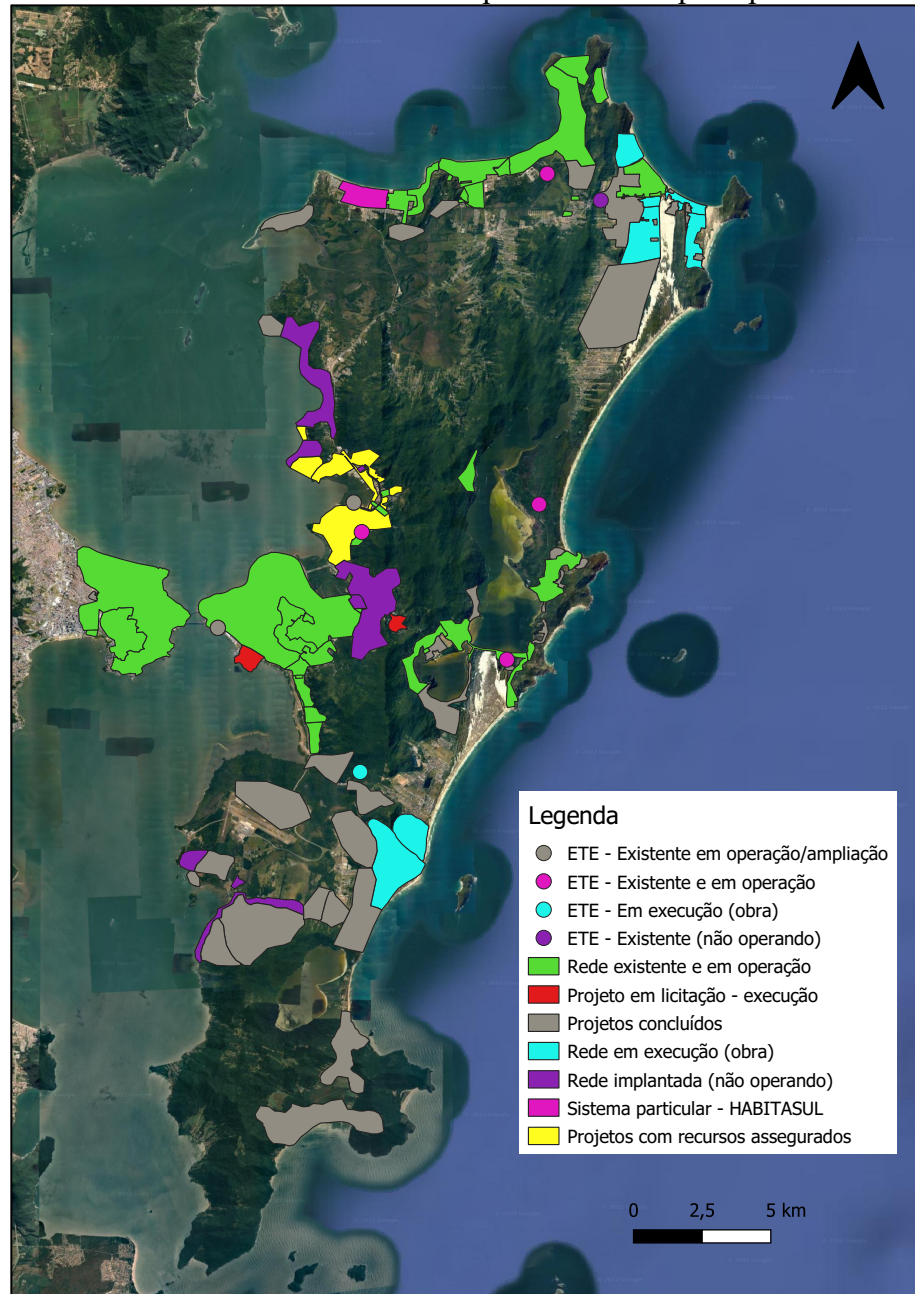 Legenda
ETE - Existente em operação/ampliação
ETE - Existente e em operação
ETE - Em execução (obra)
ETE - Existente (não operando)
Rede existente e em operação
Projeto em licitação - execução
Projetos concluídos
Rede em execução (obra)
Rede implantada (não operando)
Sistema particular - HABITASUL
Projetos com recursos assegurados
0 2,5 5 km